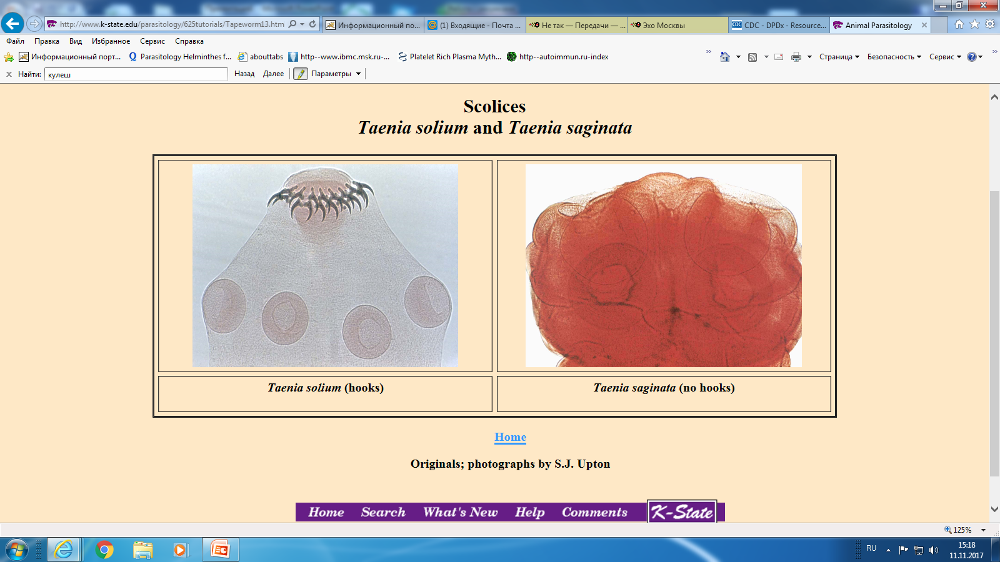 http://www.k-state.edu/parasitology/625tutorials/Tapeworm13.htm
Информационный по...
(1) Входящие - Почта ...
Не так — Передачи — ...
Эхо Москвы
CDC - DPDx - Resource...
Animal Parasitology
Файл Правка Вид Избранное Сервис Справка
Информационный порт...
Parasitology Helminthes f...
abouttabs
http--www.ibmc.msk.ru-...
Platelet Rich Plasma Myth...
http--autoimmun.ru-index
Страница Безопасность Сервис
Найти: кулеш Назад Далее Параметры
Scolices
Taenia solium and Taenia saginata
Taenia solium (hooks)
Taenia saginata (no hooks)
Home
Originals; photographs by S.J. Upton
Home Search What's New Help Comments K-State
125%
RU
15:18
11.11.2017